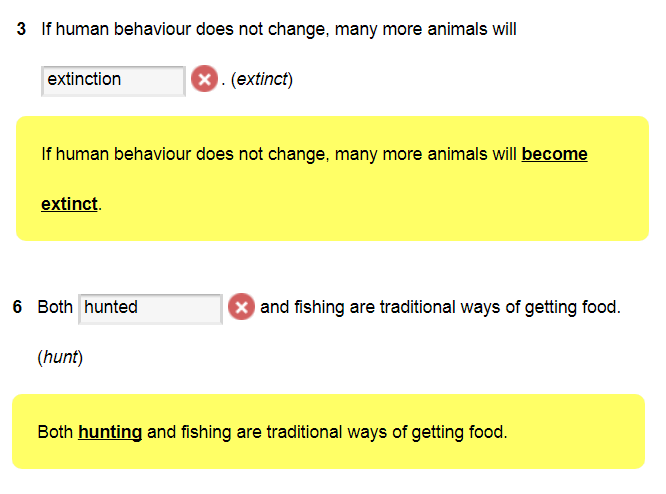 3 If human behaviour does not change, many more animals will
extinction . (extinct)
If human behaviour does not change, many more animals will become
extinct.
6 Both hunted and fishing are traditional ways of getting food.
(hunt)
Both hunting and fishing are traditional ways of getting food.